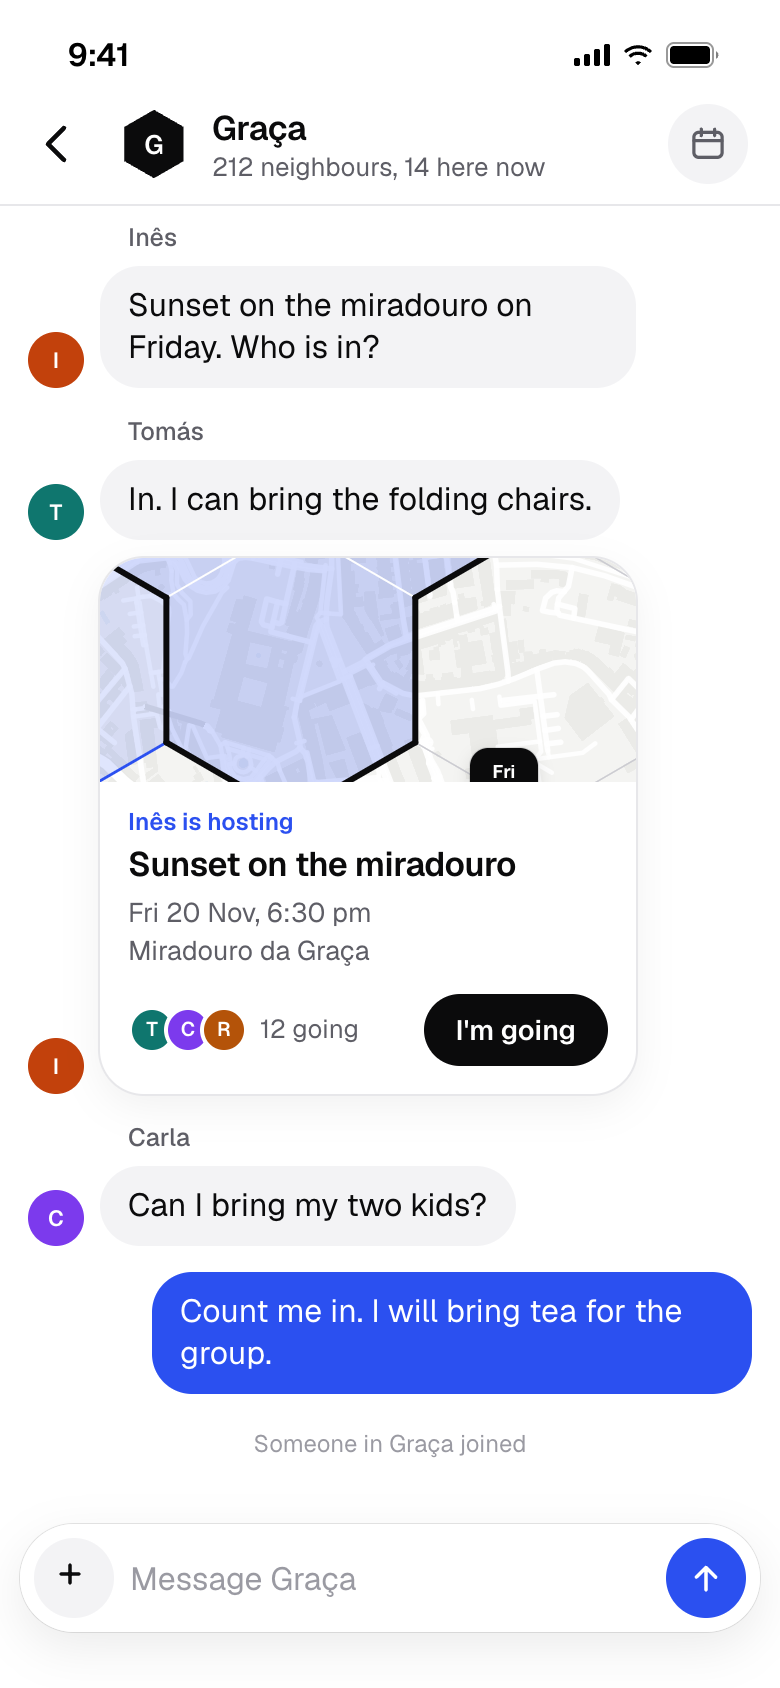 9:41
G
Graça
212 neighbours, 14 here now
Inês
Sunset on the miradouro on
Friday. Who is in?
I
Tomás
In. I can bring the folding chairs.
T
Fri
Inês is hosting
Sunset on the miradouro
Fri 20 Nov, 6:30 pm
Miradouro da Graça
T C R 12 going
I'm going
I
Carla
Can I bring my two kids?
C
Count me in. I will bring tea for the
group.
Someone in Graça joined
Message Graça